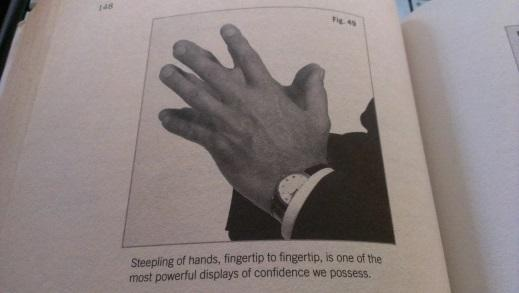 148
Fig. 49
Steepling of hands, fingertip to fingertip, is one of the
most powerful displays of confidence we possess.